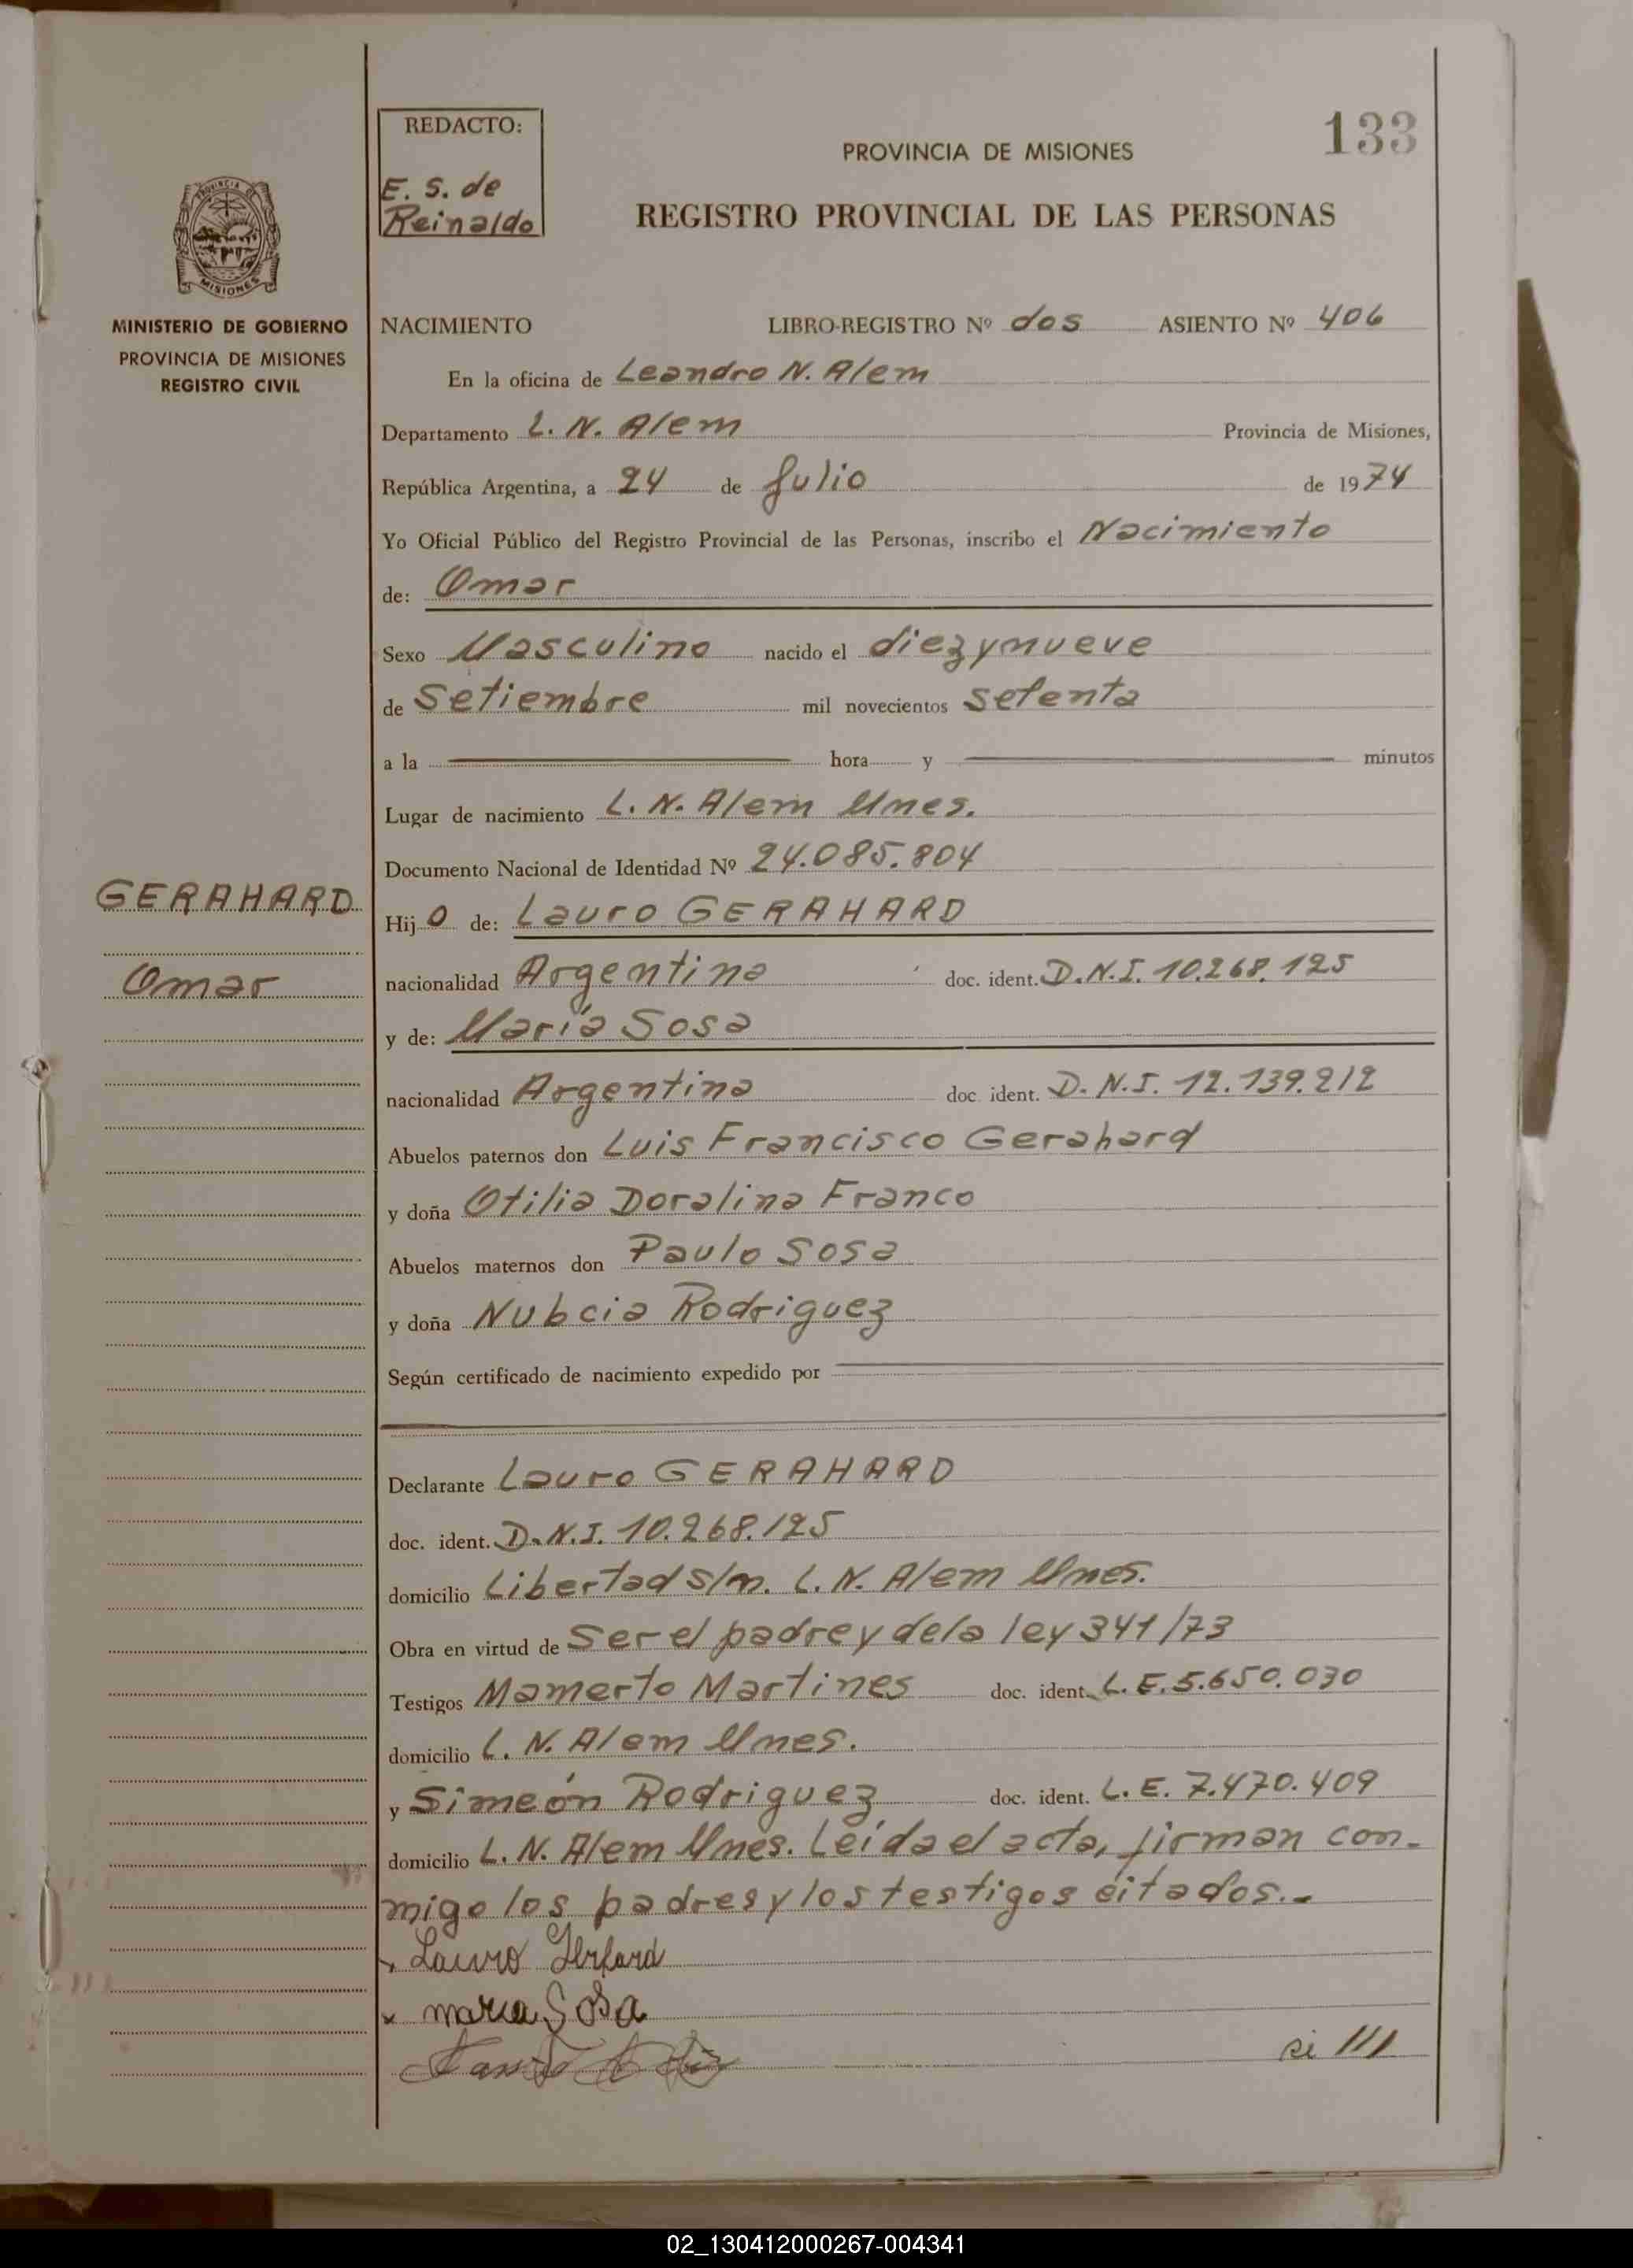 133
REDACTO:
E. S. de
Reinaldo
PROVINCIA DE MISIONES
REGISTRO PROVINCIAL DE LAS PERSONAS
PROVINCIA DE
MISIONES
MINISTERIO DE GOBIERNO
PROVINCIA DE MISIONES
REGISTRO CIVIL
GERAHARD
Omar
NACIMIENTO LIBRO-REGISTRO Nº dos ASIENTO Nº 406
En la oficina de Leandro N. Alem
Departamento L. N. Alem Provincia de Misiones,
República Argentina, a 24 de Julio de 1974
Yo Oficial Público del Registro Provincial de las Personas, inscribo el Nacimiento
de: Omar
Sexo Masculino nacido el diezynueve
de Setiembre mil novecientos setenta
a la hora y minutos
Lugar de nacimiento L. N. Alem Mnes.
Documento Nacional de Identidad Nº 24.085.804
Hijo de: Lauro GERAHARD
nacionalidad Argentina doc. ident. D.N.I. 10.268.125
y de: María Sosa
nacionalidad Argentina doc. ident. D.N.I. 12.139.212
Abuelos paternos don Luis Francisco Gerahard
y doña Otilia Doralina Franco
Abuelos maternos don Paulo Sosa
y doña Nubcia Rodriguez
Según certificado de nacimiento expedido por
Declarante Lauro GERAHARD
doc. ident. D.N.I. 10.268.125
domicilio Libertad s/n. L. N. Alem Mnes.
Obra en virtud de Ser el padre y de la ley 341/73
Testigos Mamerto Martines doc. ident. L. E. 5.650.030
domicilio L. N. Alem Mnes.
y Simeón Rodriguez doc. ident. L. E. 7.470.409
domicilio L. N. Alem Mnes. Leída el acta, firman con-
migo los padres y los testigos citados.-
Lauro
x maria Sosa
si ///
02_130412000267-004341